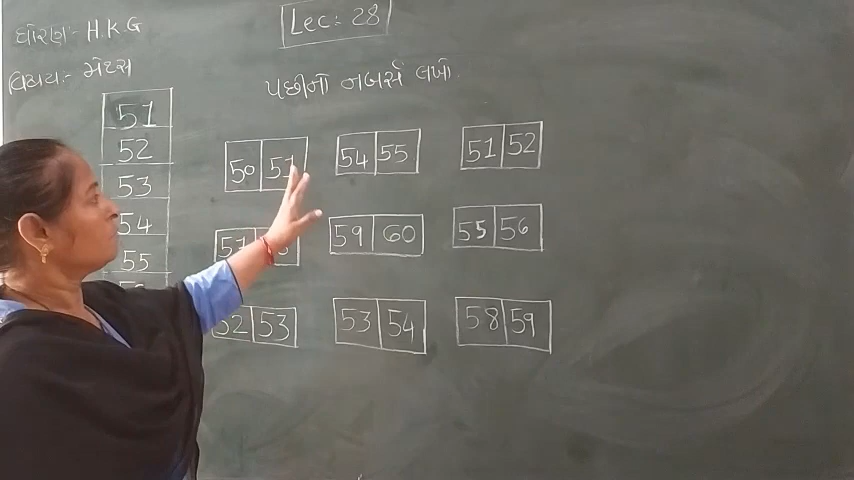 ધોરણ:- H.K.G
Lec:- 28
વિષય:- મેથ્સ
પછીના નંબર્સ લખો.
51
52
53
54
55
50 51 54 55 51 52
59 60 55 56
52 53 53 54 58 59